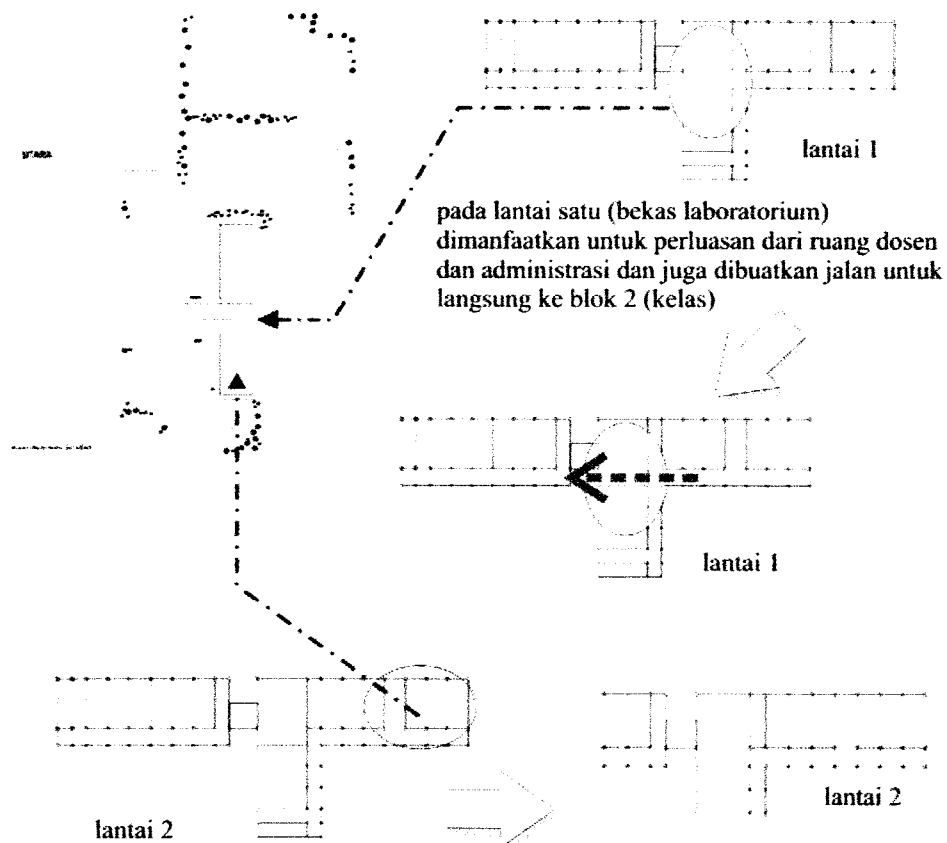 lantai 1
UTARA
pada lantai satu (bekas laboratorium)
dimanfaatkan untuk perluasan dari ruang dosen
dan administrasi dan juga dibuatkan jalan untuk
langsung ke blok 2 (kelas)
lantai 1
lantai 2
lantai 2